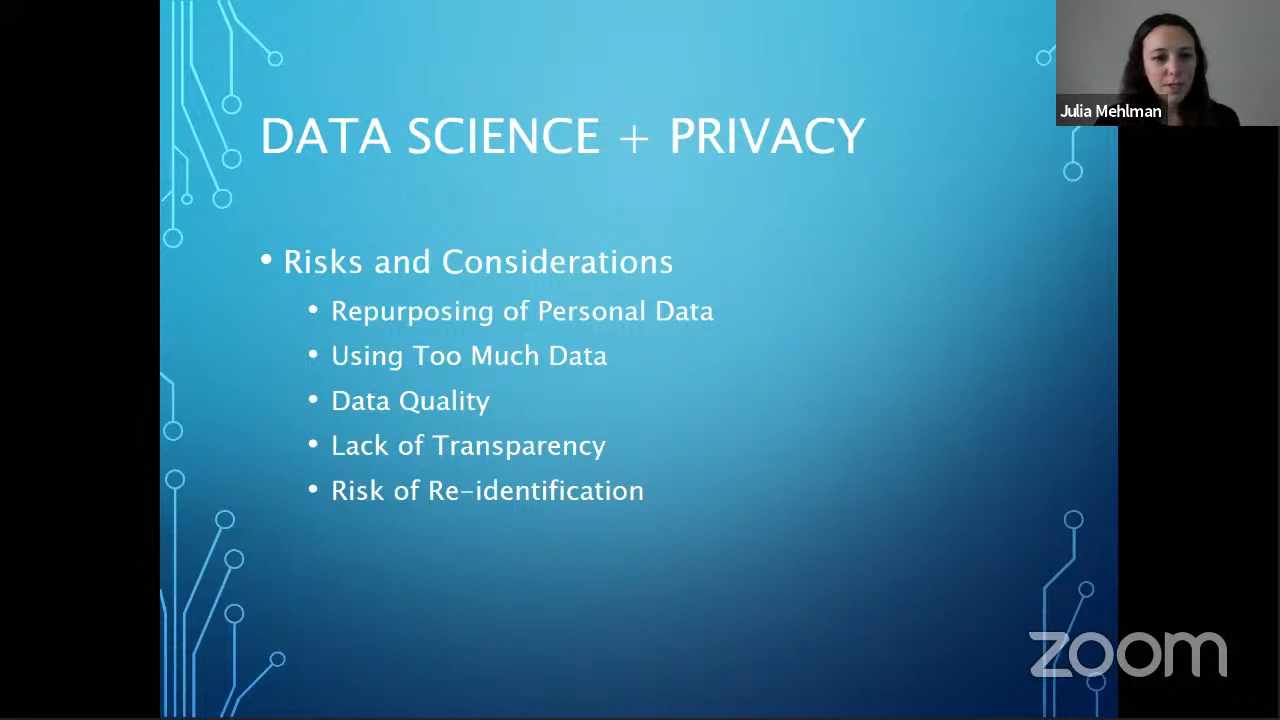 Julia Mehlman
DATA SCIENCE + PRIVACY
• Risks and Considerations
• Repurposing of Personal Data
• Using Too Much Data
• Data Quality
• Lack of Transparency
• Risk of Re-identification
zoom